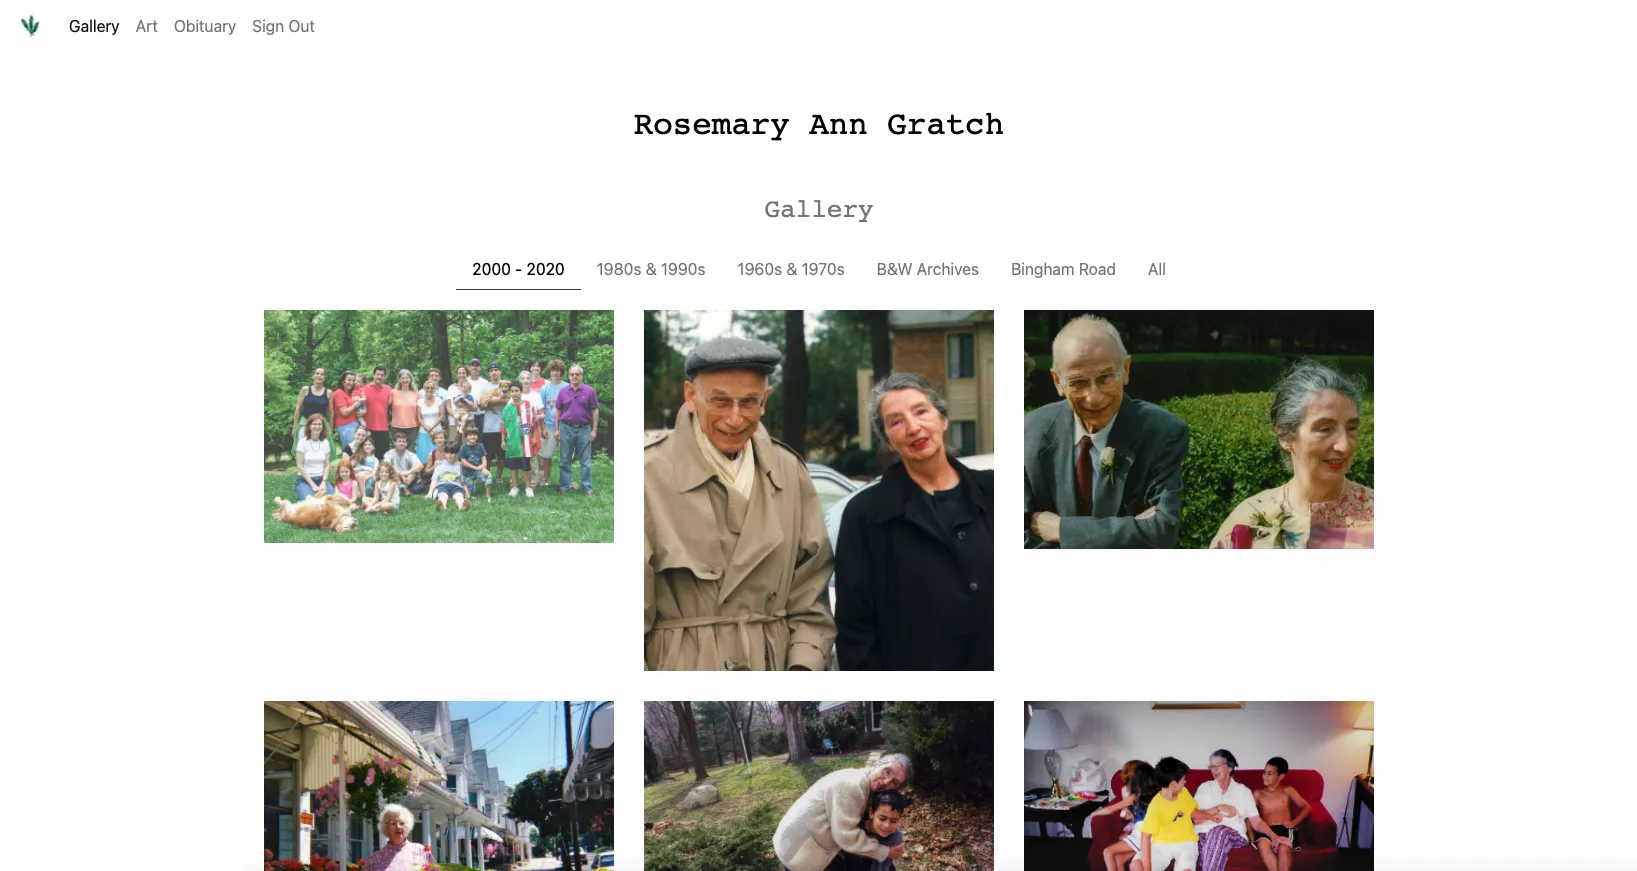 Gallery Art Obituary Sign Out
Rosemary Ann Gratch
Gallery
2000 - 2020 1980s & 1990s 1960s & 1970s B&W Archives Bingham Road All